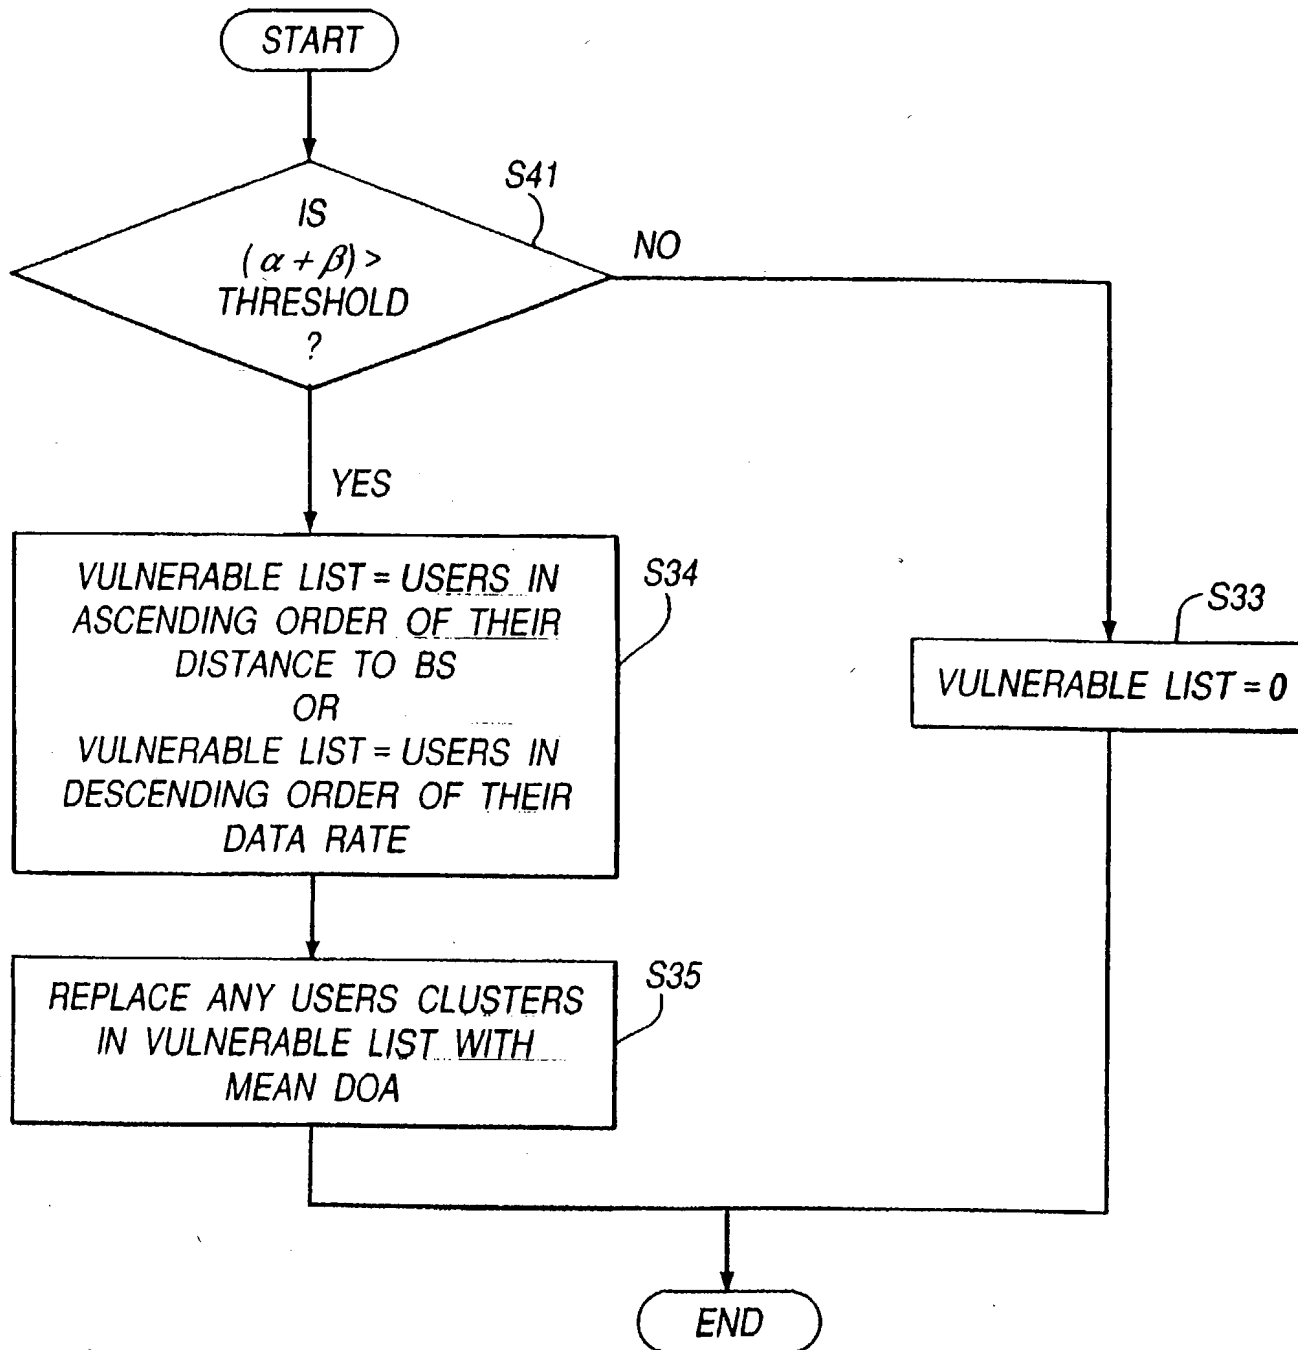 START
S41
IS
(α + β) >
THRESHOLD
?
NO
YES
VULNERABLE LIST = USERS IN
ASCENDING ORDER OF THEIR
DISTANCE TO BS
OR
VULNERABLE LIST = USERS IN
DESCENDING ORDER OF THEIR
DATA RATE
S34
S33
VULNERABLE LIST = 0
REPLACE ANY USERS CLUSTERS
IN VULNERABLE LIST WITH
MEAN DOA
S35
END